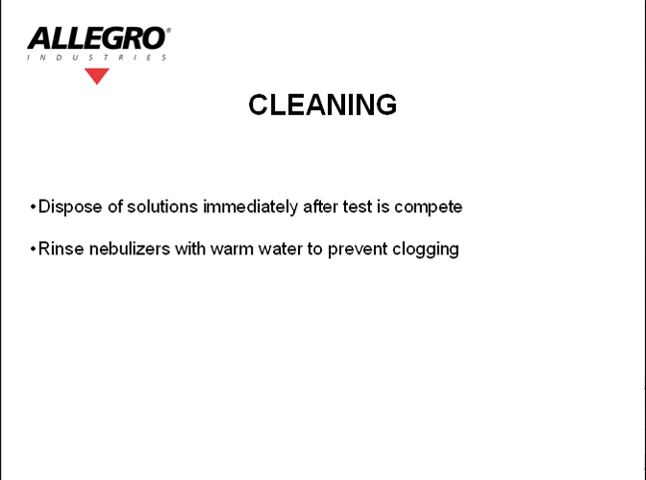 ALLEGRO®
INDUSTRIES
CLEANING
•Dispose of solutions immediately after test is compete
•Rinse nebulizers with warm water to prevent clogging